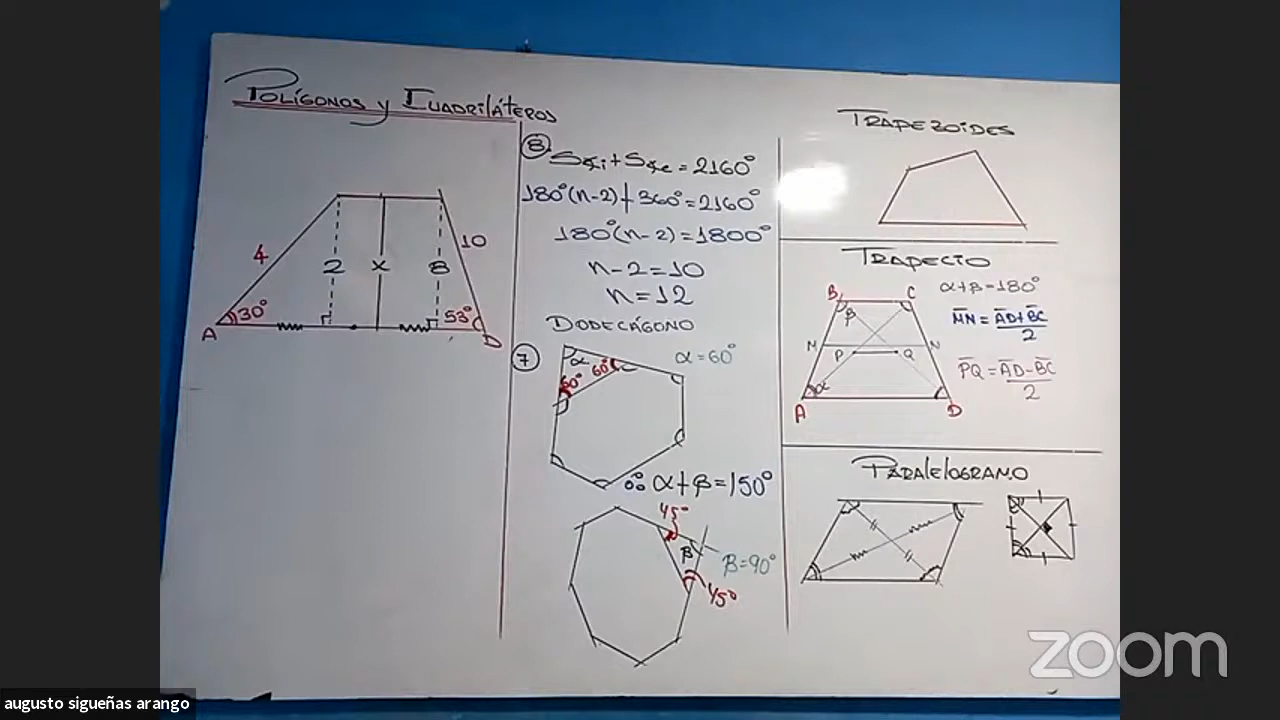 POLÍGONOS y CUADRILÁTEROS
4
2
x
8
10
30°
53°
A
D
8.
S∢i + S∢e = 2160°
180°(n-2) + 360° = 2160°
180°(n-2) = 1800°
n-2 = 10
n = 12
DODECÁGONO
7
α
60°
60°
α = 60°
∴ α + β = 150°
45°
β
β = 90°
45°
TRAPEZOIDES
TRAPECIO
B
C
β
M
N
P
Q
α
A
D
α + β = 180°
MN = AD + BC
2
PQ = AD - BC
2
PARALELOGRAMO
zoom
augusto sigueñas arango